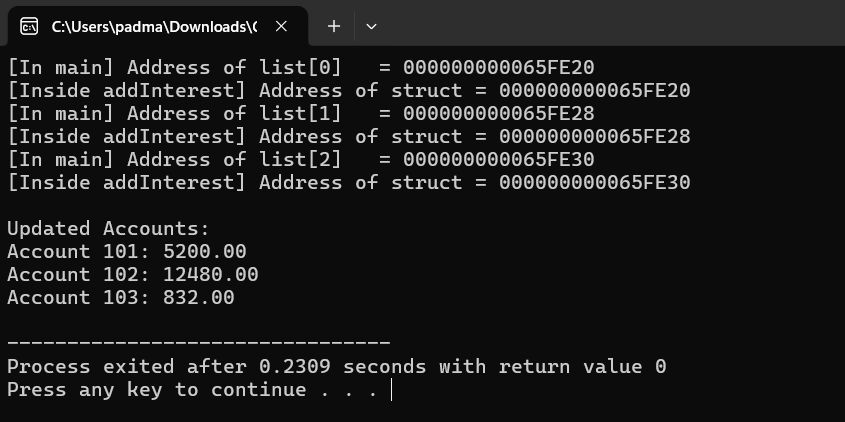 C:\Users\padma\Downloads\C
[In main] Address of list[0]   = 000000000065FE20
[Inside addInterest] Address of struct = 000000000065FE20
[In main] Address of list[1]   = 000000000065FE28
[Inside addInterest] Address of struct = 000000000065FE28
[In main] Address of list[2]   = 000000000065FE30
[Inside addInterest] Address of struct = 000000000065FE30
Updated Accounts:
Account 101: 5200.00
Account 102: 12480.00
Account 103: 832.00
--------------------------------
Process exited after 0.2309 seconds with return value 0
Press any key to continue . . .